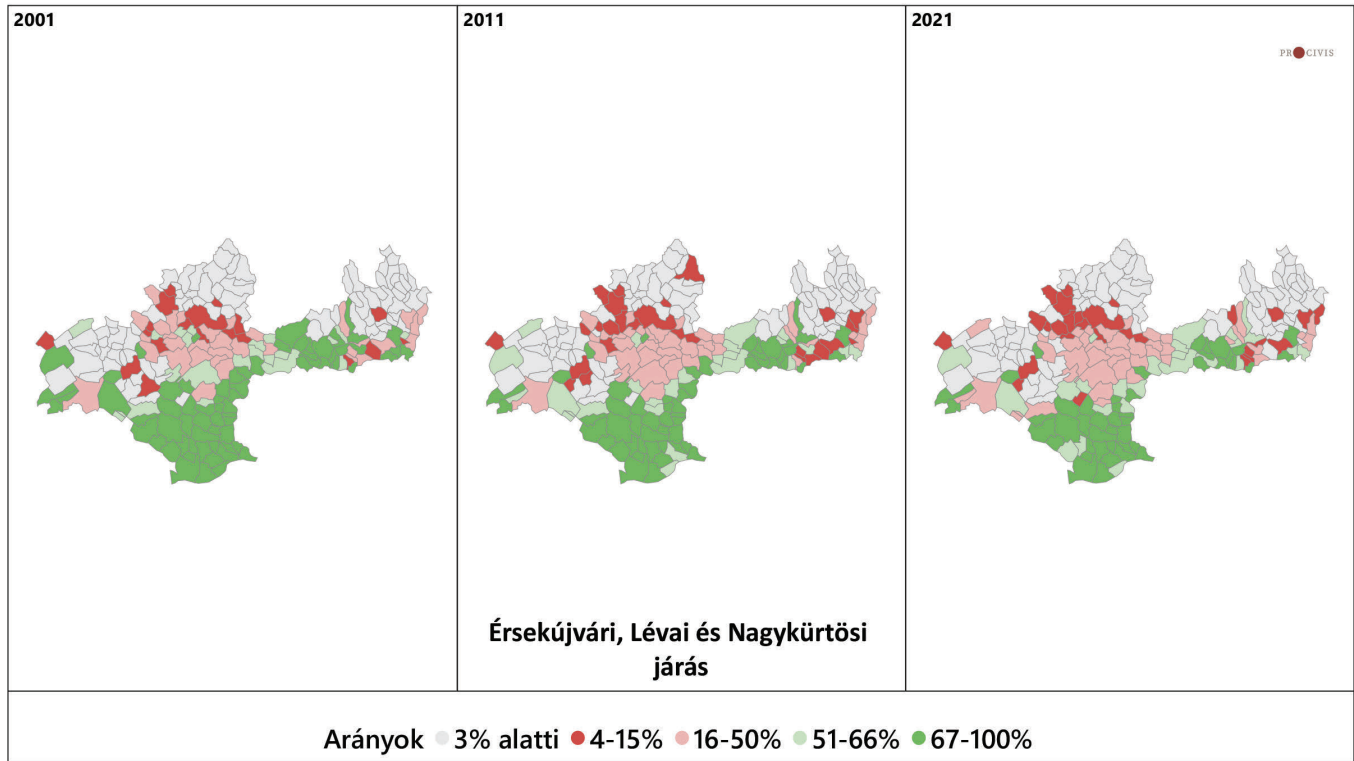 2001
2011
2021
PR CIVIS
Érsekújvári, Lévai és Nagykürtösi
járás
Arányok 3% alatti 4-15% 16-50% 51-66% 67-100%